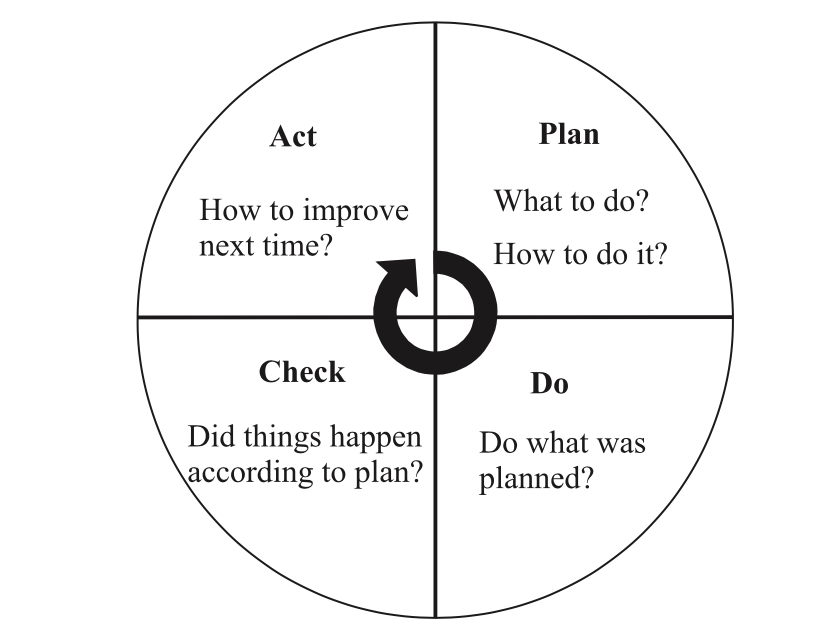 Act
How to improve
next time?
Plan
What to do?
How to do it?
Check
Did things happen
according to plan?
Do
Do what was
planned?